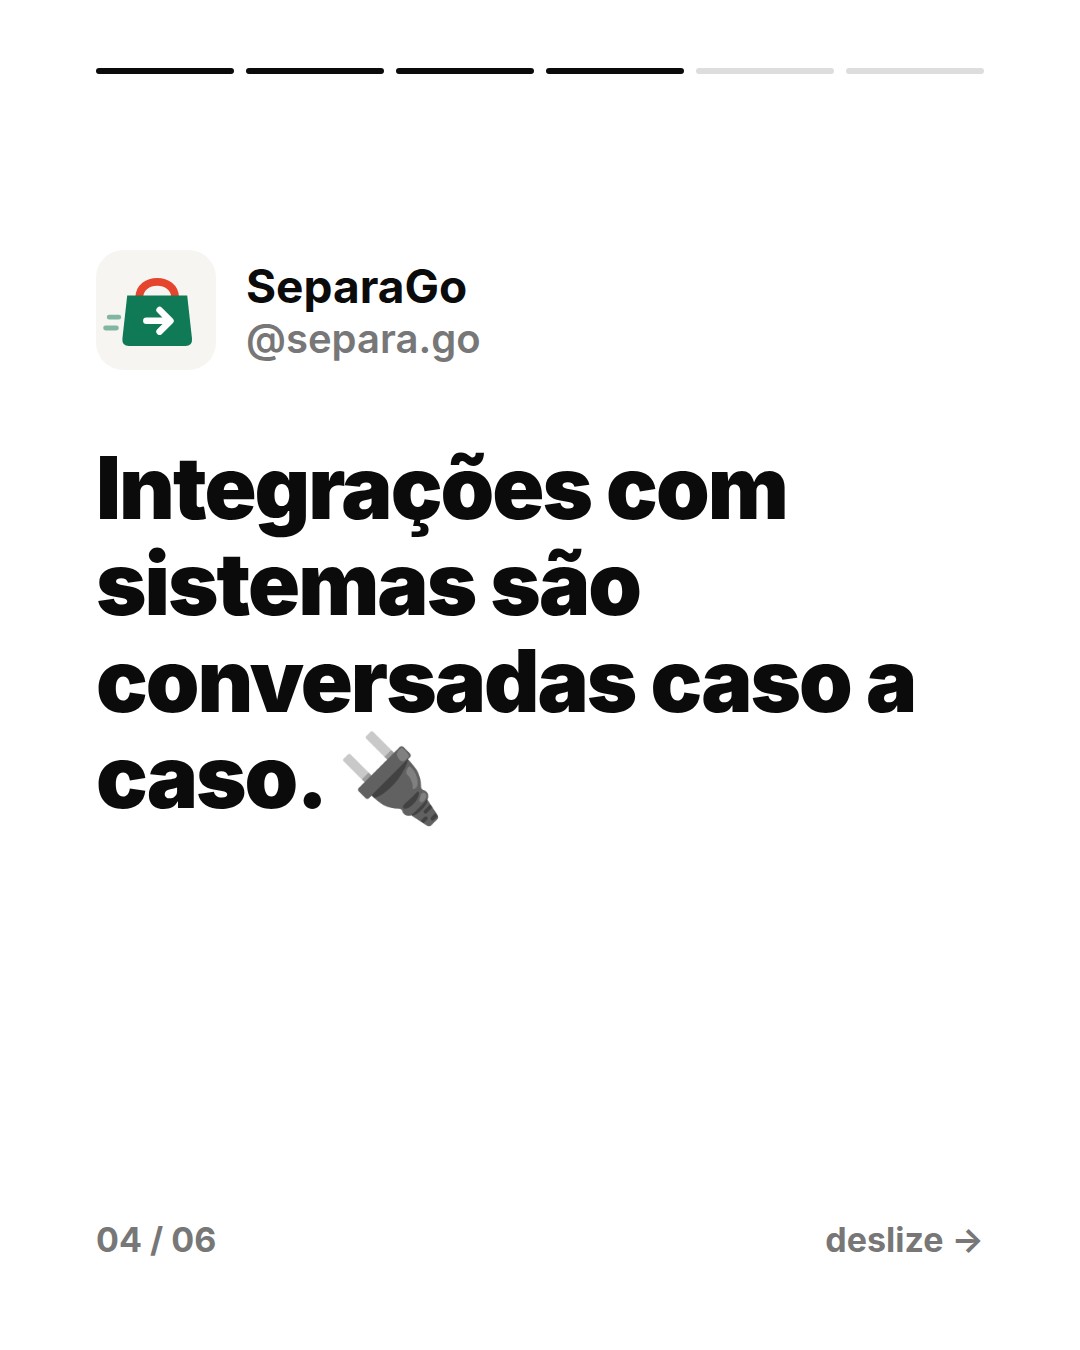 SeparaGo
@separa.go
Integrações com
sistemas são
conversadas caso a
caso. 🔌
04 / 06
deslize →